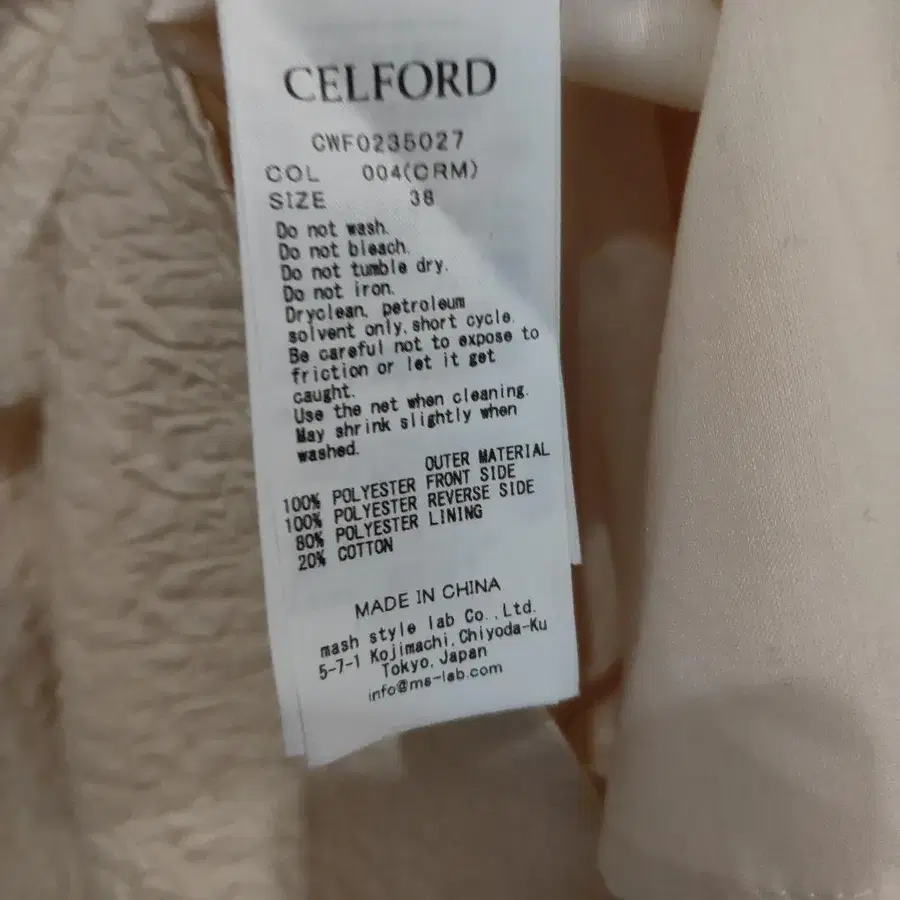 CELFORD
CWF0235027
COL 004(CRM)
SIZE 38
Do not wash.
Do not bleach.
Do not tumble dry.
Do not iron.
Dryclean, petroleum
solvent only, short cycle.
Be careful not to expose to
friction or let it get
caught.
Use the net when cleaning.
May shrink slightly when
washed.
OUTER MATERIAL
100% POLYESTER FRONT SIDE
100% POLYESTER REVERSE SIDE
80% POLYESTER LINING
20% COTTON
MADE IN CHINA
mash style lab Co.,Ltd.
5-7-1 Kojimachi, Chiyoda-Ku
Tokyo, Japan
info@ms-lab.com